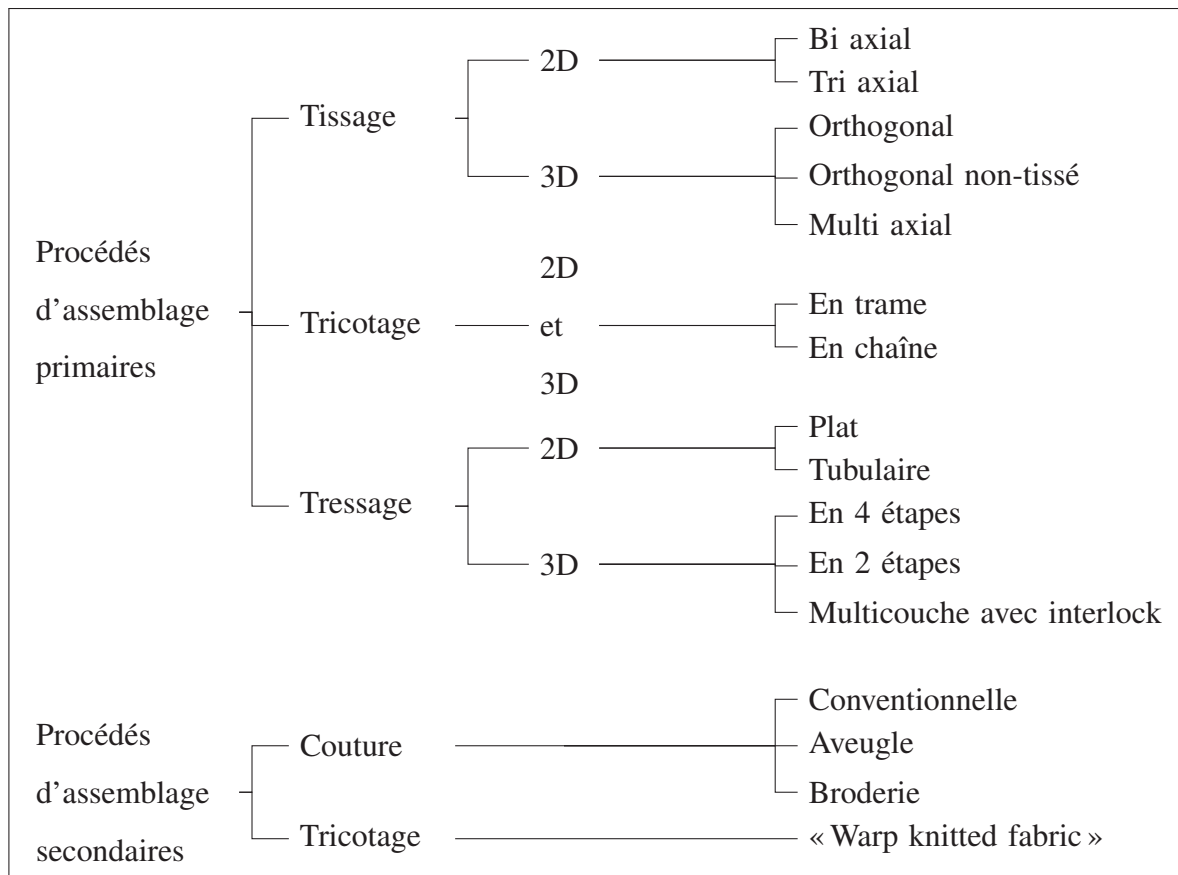 Procédés
d'assemblage
primaires
Tissage
2D
Bi axial
Tri axial
3D
Orthogonal
Orthogonal non-tissé
Multi axial
Tricotage
2D
et
3D
En trame
En chaîne
Tressage
2D
Plat
Tubulaire
3D
En 4 étapes
En 2 étapes
Multicouche avec interlock
Procédés
d'assemblage
secondaires
Couture
Conventionnelle
Aveugle
Broderie
Tricotage
« Warp knitted fabric »